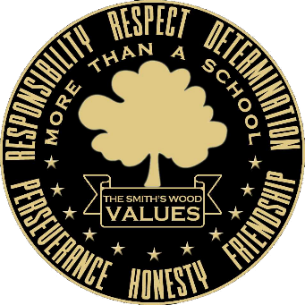 RESPONSIBILITY RESPECT DETERMINATION
MORE THAN A SCHOOL
THE SMITH'S WOOD
VALUES
PERSEVERANCE HONESTY FRIENDSHIP